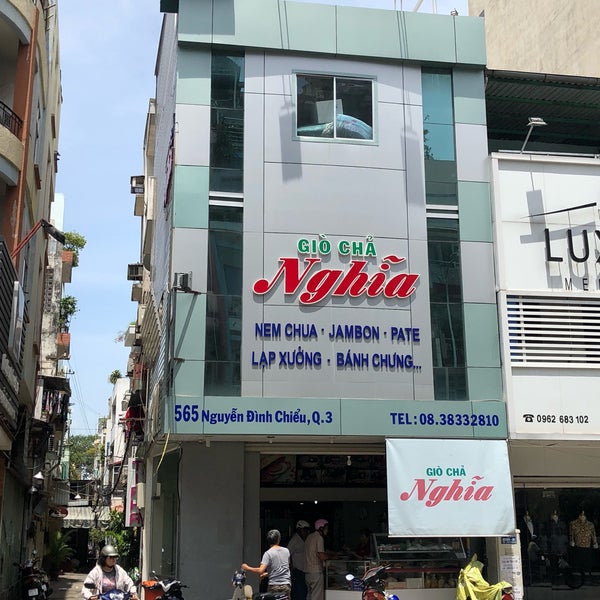 GIÒ CHẢ
Nghĩa
NEM CHUA · JAMBON · PATE
LẠP XƯỞNG · BÁNH CHƯNG...
565 Nguyễn Đình Chiểu, Q.3
TEL: 08.38332810
GIÒ CHẢ
Nghĩa
LUX
ME
☎ 0962 683 102